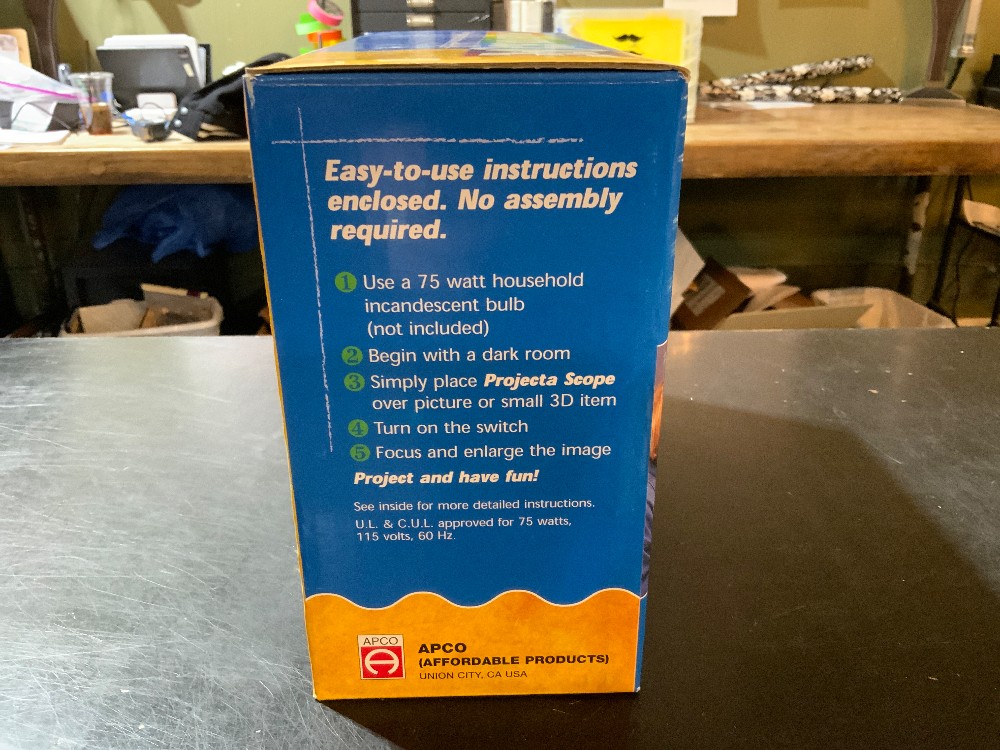 Easy-to-use instructions
enclosed. No assembly
required.
1 Use a 75 watt household
incandescent bulb
(not included)
2 Begin with a dark room
3 Simply place Projecta Scope
over picture or small 3D item
4 Turn on the switch
5 Focus and enlarge the image
Project and have fun!
See inside for more detailed instructions.
U.L. & C.U.L. approved for 75 watts,
115 volts, 60 Hz.
APCO
APCO
(AFFORDABLE PRODUCTS)
UNION CITY, CA USA